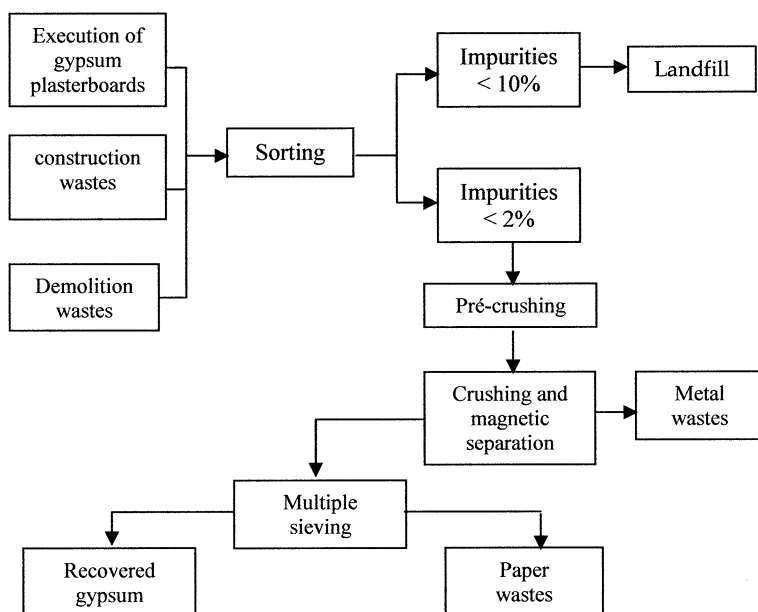 Execution of
gypsum
plasterboards
construction
wastes
Demolition
wastes
Sorting
Impurities
< 10%
Landfill
Impurities
< 2%
Pré-crushing
Crushing and
magnetic
separation
Metal
wastes
Multiple
sieving
Recovered
gypsum
Paper
wastes